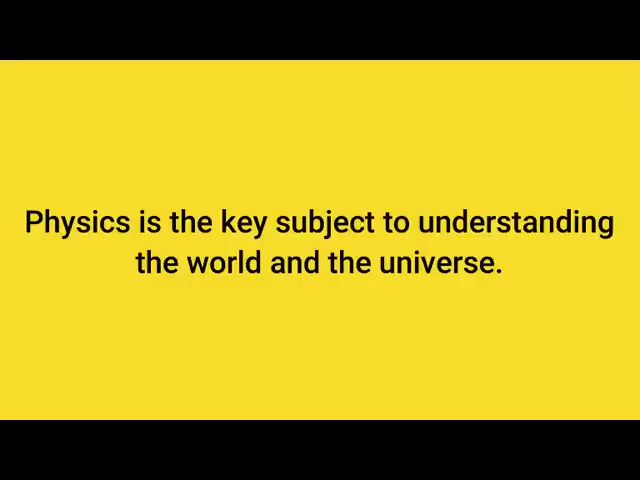 Physics is the key subject to understanding
the world and the universe.